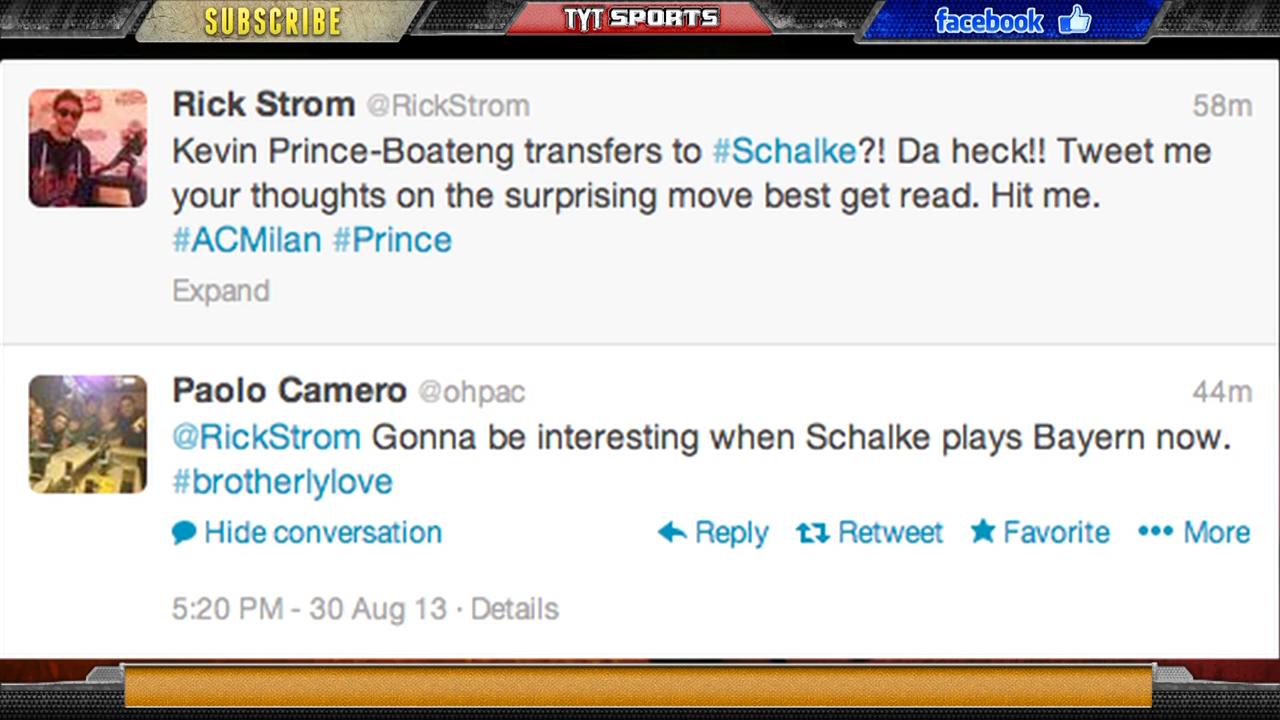 SUBSCRIBE
TYT SPORTS
facebook
Rick Strom @RickStrom 58m
Kevin Prince-Boateng transfers to #Schalke?! Da heck!! Tweet me
your thoughts on the surprising move best get read. Hit me.
#ACMilan #Prince
Expand
Paolo Camero @ohpac 44m
@RickStrom Gonna be interesting when Schalke plays Bayern now.
#brotherlylove
Hide conversation Reply Retweet Favorite ••• More
5:20 PM - 30 Aug 13 · Details